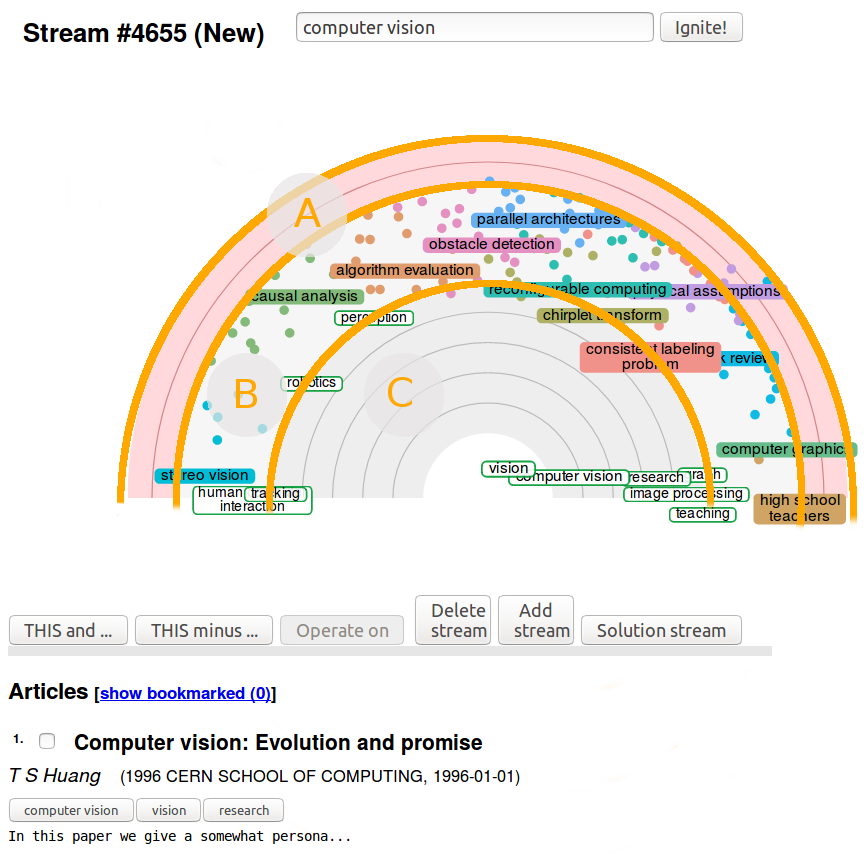 Stream #4655 (New)
computer vision
Ignite!
A
parallel architectures
obstacle detection
algorithm evaluation
causal analysis
reconfigurable computing
cal assumptions
perception
chirplet transform
consistent labeling
problem
k review
B
robotics
C
computer graphics
vision
stereo vision
computer vision
research
graph
human
tracking
interaction
image processing
high school
teachers
teaching
THIS and ...
THIS minus ...
Operate on
Delete
stream
Add
stream
Solution stream
Articles [show bookmarked (0)]
1.
Computer vision: Evolution and promise
T S Huang (1996 CERN SCHOOL OF COMPUTING, 1996-01-01)
computer vision
vision
research
In this paper we give a somewhat persona...